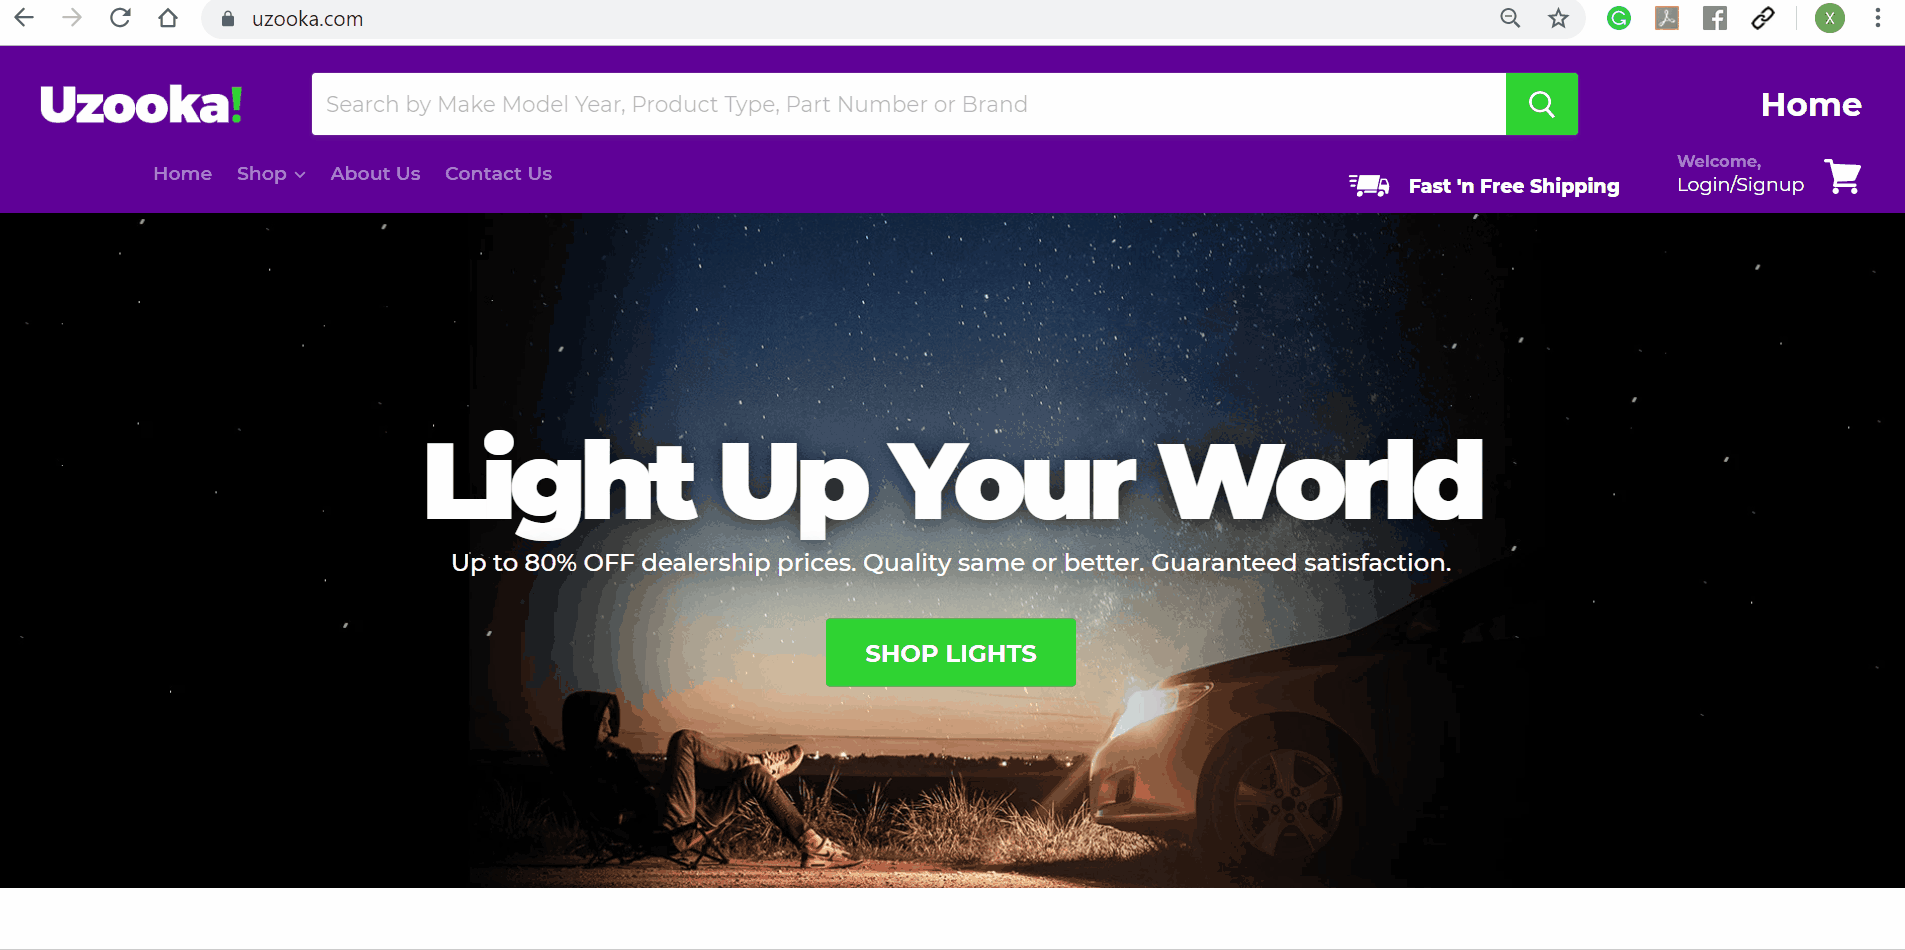 uzooka.com
X
Uzooka!
Search by Make Model Year, Product Type, Part Number or Brand
Home
Home Shop About Us Contact Us
Fast 'n Free Shipping
Welcome,
Login/Signup
Light Up Your World
Up to 80% OFF dealership prices. Quality same or better. Guaranteed satisfaction.
SHOP LIGHTS